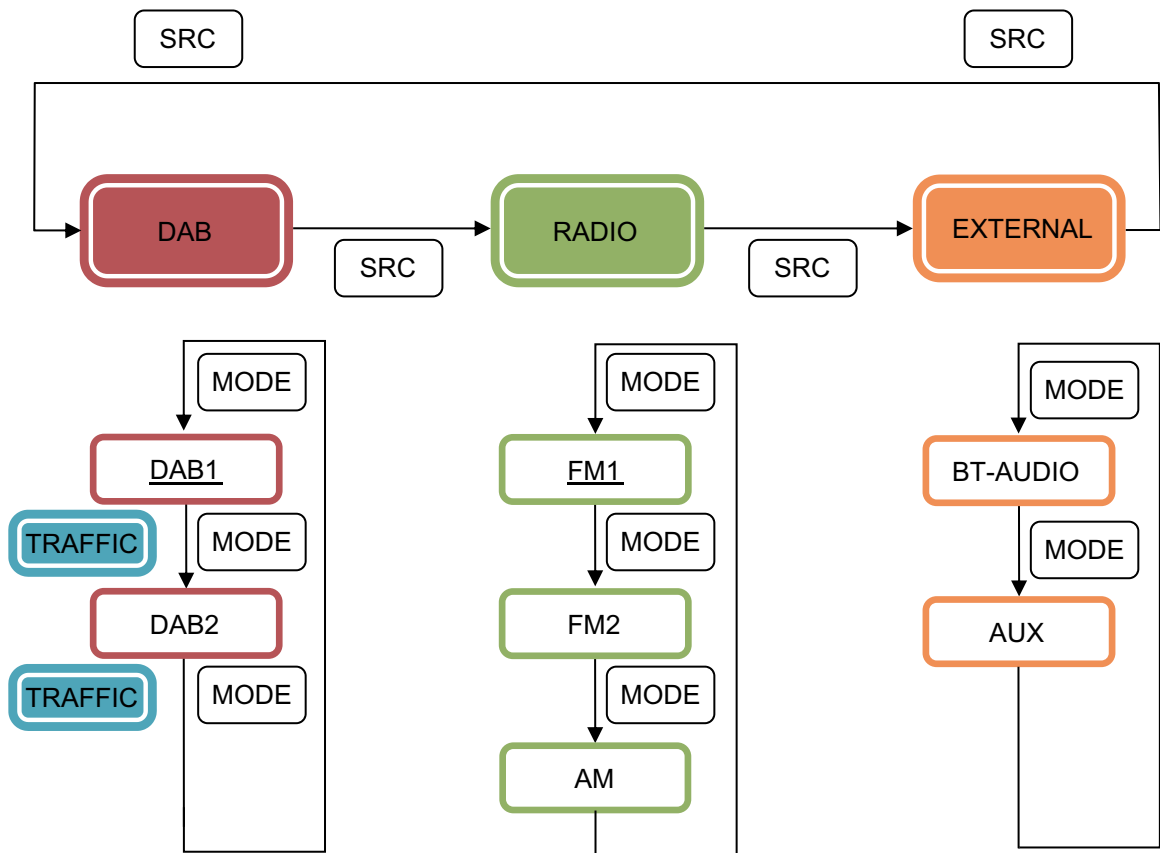 SRC
SRC
DAB
RADIO
EXTERNAL
SRC
SRC
MODE
MODE
MODE
DAB1
FM1
BT-AUDIO
TRAFFIC
MODE
MODE
MODE
DAB2
FM2
AUX
TRAFFIC
MODE
MODE
AM